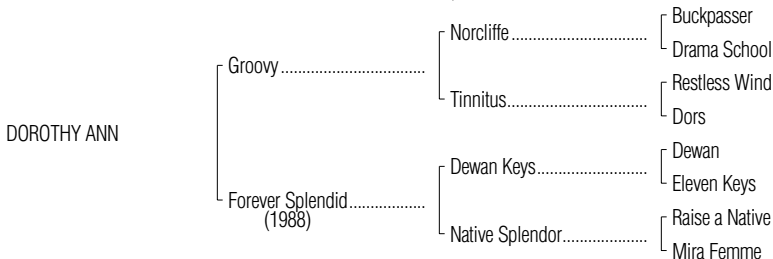 Buckpasser
Norcliffe
Drama School
Groovy
Restless Wind
Tinnitus
Dors
DOROTHY ANN
Dewan
Dewan Keys
Eleven Keys
Forever Splendid
(1988)
Raise a Native
Native Splendor
Mira Femme